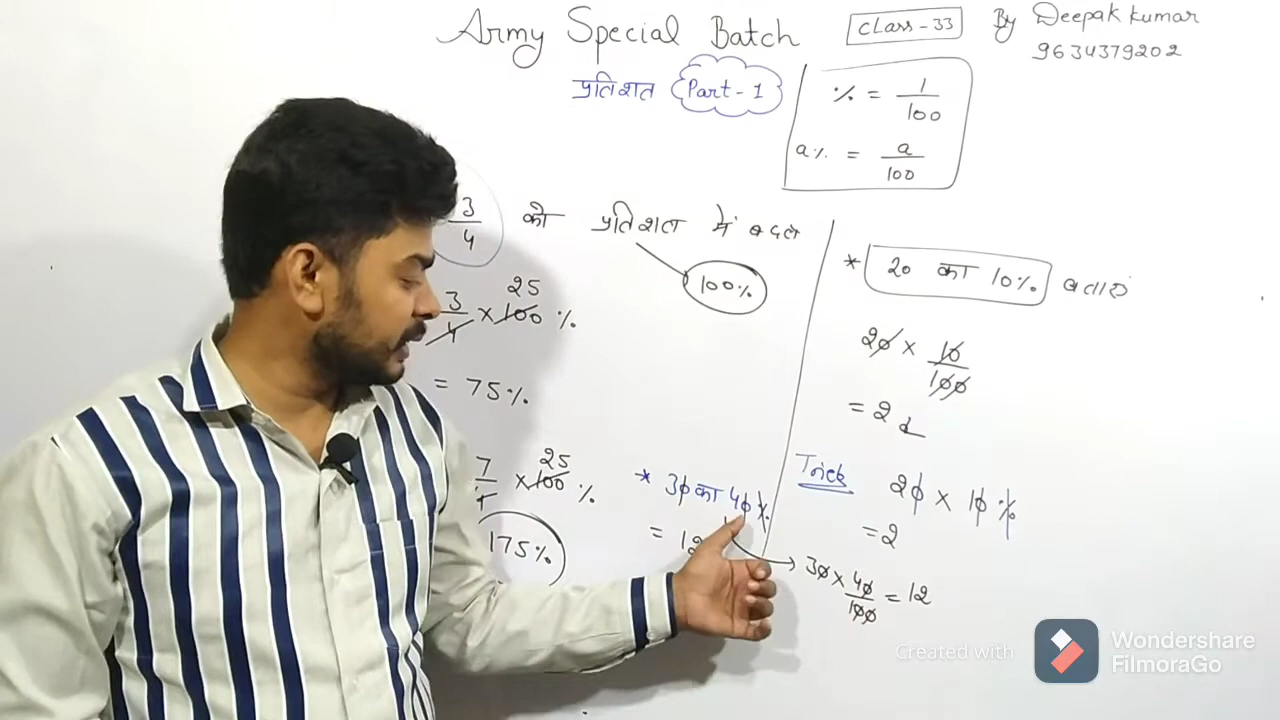 Army Special Batch
Class-33
By Deepak kumar
9634379202
प्रतिशत Part-1
% = 1/100
a% = a/100
3/4 को प्रतिशत में बदले
100%
3/4 × 100 % 25
= 75%
7/4 × 100 % 25
175%
* 30 का 40%
= 12
* 20 का 10% बताओ
20 × 10/100
= 2
Trick 20 × 10 %
= 2
30 × 40/100 = 12
Created with Wondershare FilmoraGo